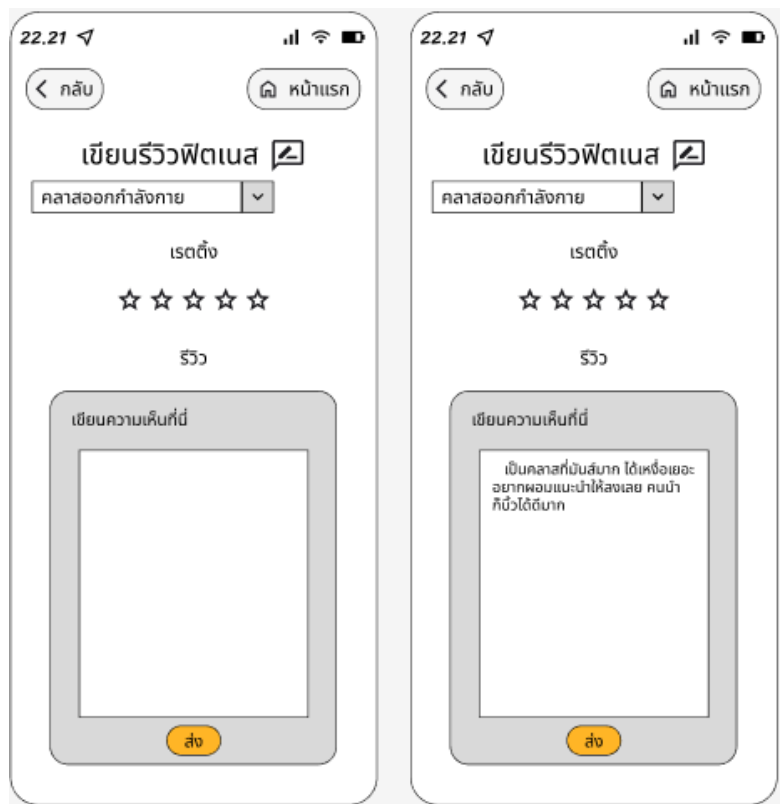 22.21
กลับ
หน้าแรก
เขียนรีวิวฟิตเนส
คลาสออกกำลังกาย
เรตติ้ง
รีวิว
เขียนความเห็นที่นี่
ส่ง
22.21
กลับ
หน้าแรก
เขียนรีวิวฟิตเนส
คลาสออกกำลังกาย
เรตติ้ง
รีวิว
เขียนความเห็นที่นี่
เป็นคลาสที่มันส์มาก ได้เหงื่อเยอะ
อยากผอมแนะนำให้ลงเลย คนนำ
ก็บิ้วได้ดีมาก
ส่ง